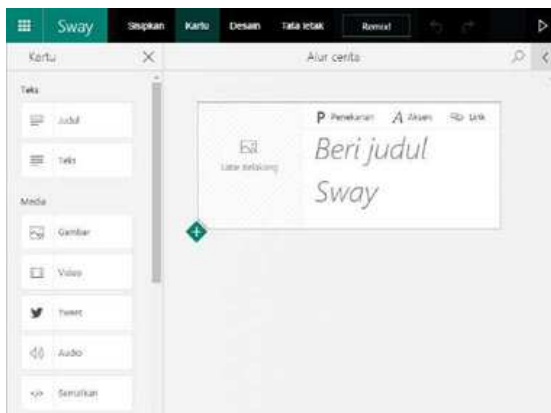 Sway Sisipkan Kartu Desain Tata letak Remix!
Kartu
Alur cerita
Teks
Judul
Teks
Media
Gambar
Video
Tweet
Audio
Sematkan
Penekanan Aksen Link
Latar Belakang
Beri judul
Sway